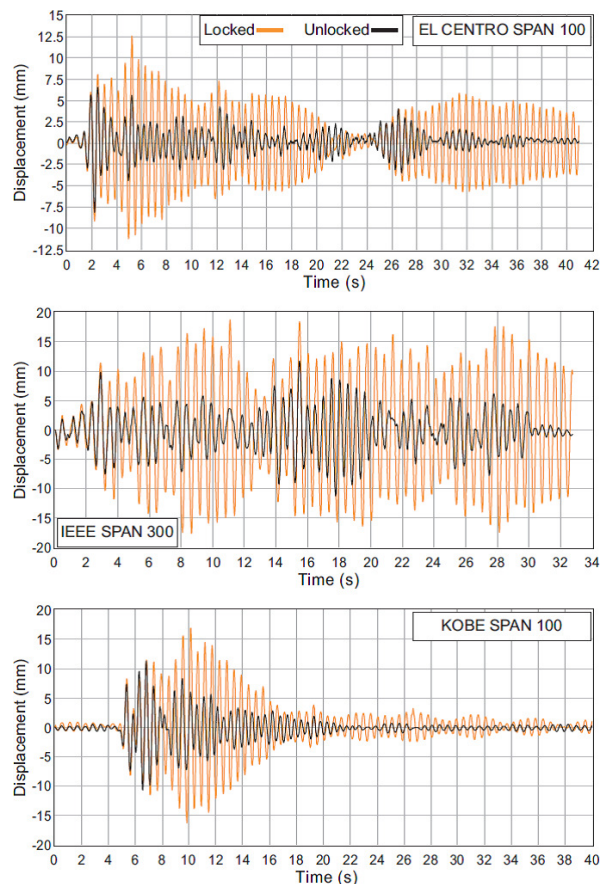 Locked Unlocked
EL CENTRO SPAN 100
Displacement (mm)
15
12.5
10
7.5
5
2.5
0
2.5
-5
7.5
-10
12.5
0 2 4 6 8 10 12 14 16 18 20 22 24 26 28 30 32 34 36 38 40 42
Time (s)
Displacement (mm)
20
15
10
5
0
-5
-10
-15
-20
IEEE SPAN 300
0 2 4 6 8 10 12 14 16 18 20 22 24 26 28 30 32 33 34
Time (s)
KOBE SPAN 100
Displacement (mm)
20
15
10
5
0
-5
-10
-15
-20
0 2 4 6 8 10 12 14 16 18 20 22 24 26 28 30 32 34 36 38 40
Time (s)